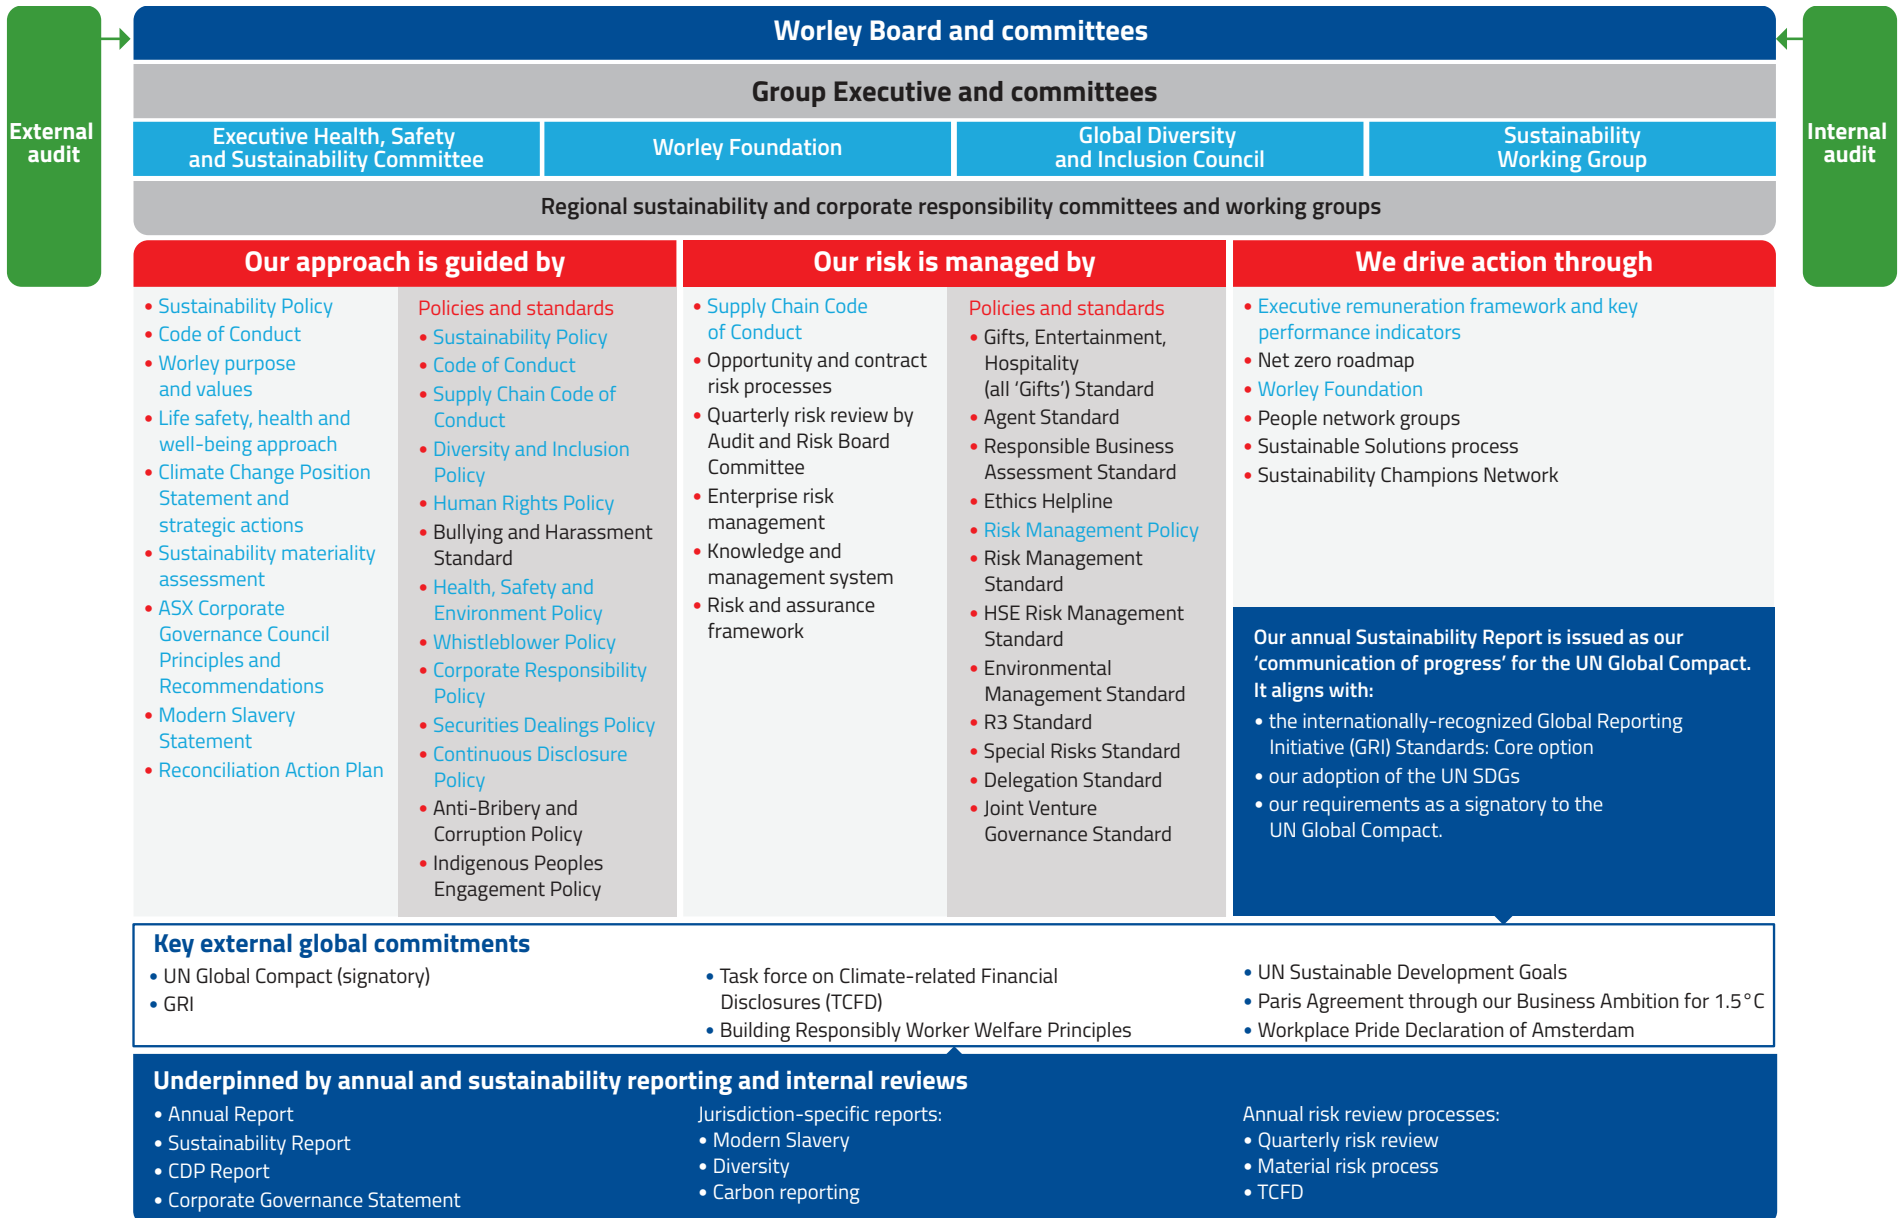 External
audit
Worley Board and committees
Internal
audit
Group Executive and committees
Executive Health, Safety
and Sustainability Committee
Worley Foundation
Global Diversity
and Inclusion Council
Sustainability
Working Group
Regional sustainability and corporate responsibility committees and working groups
Our approach is guided by
• Sustainability Policy
• Code of Conduct
• Worley purpose
and values
• Life safety, health and
well-being approach
• Climate Change Position
Statement and
strategic actions
• Sustainability materiality
assessment
• ASX Corporate
Governance Council
Principles and
Recommendations
• Modern Slavery
Statement
• Reconciliation Action Plan
Policies and standards
• Sustainability Policy
• Code of Conduct
• Supply Chain Code of
Conduct
• Diversity and Inclusion
Policy
• Human Rights Policy
• Bullying and Harassment
Standard
• Health, Safety and
Environment Policy
• Whistleblower Policy
• Corporate Responsibility
Policy
• Securities Dealings Policy
• Continuous Disclosure
Policy
• Anti-Bribery and
Corruption Policy
• Indigenous Peoples
Engagement Policy
Our risk is managed by
• Supply Chain Code
of Conduct
• Opportunity and contract
risk processes
• Quarterly risk review by
Audit and Risk Board
Committee
• Enterprise risk
management
• Knowledge and
management system
• Risk and assurance
framework
Policies and standards
• Gifts, Entertainment,
Hospitality
(all ‘Gifts’) Standard
• Agent Standard
• Responsible Business
Assessment Standard
• Ethics Helpline
• Risk Management Policy
• Risk Management
Standard
• HSE Risk Management
Standard
• Environmental
Management Standard
• R3 Standard
• Special Risks Standard
• Delegation Standard
• Joint Venture
Governance Standard
We drive action through
• Executive remuneration framework and key
performance indicators
• Net zero roadmap
• Worley Foundation
• People network groups
• Sustainable Solutions process
• Sustainability Champions Network
Our annual Sustainability Report is issued as our
‘communication of progress’ for the UN Global Compact.
It aligns with:
• the internationally-recognized Global Reporting
Initiative (GRI) Standards: Core option
• our adoption of the UN SDGs
• our requirements as a signatory to the
UN Global Compact.
Key external global commitments
• UN Global Compact (signatory)
• GRI
• Task force on Climate-related Financial
Disclosures (TCFD)
• Building Responsibly Worker Welfare Principles
• UN Sustainable Development Goals
• Paris Agreement through our Business Ambition for 1.5°C
• Workplace Pride Declaration of Amsterdam
Underpinned by annual and sustainability reporting and internal reviews
• Annual Report
• Sustainability Report
• CDP Report
• Corporate Governance Statement
Jurisdiction-specific reports:
• Modern Slavery
• Diversity
• Carbon reporting
Annual risk review processes:
• Quarterly risk review
• Material risk process
• TCFD